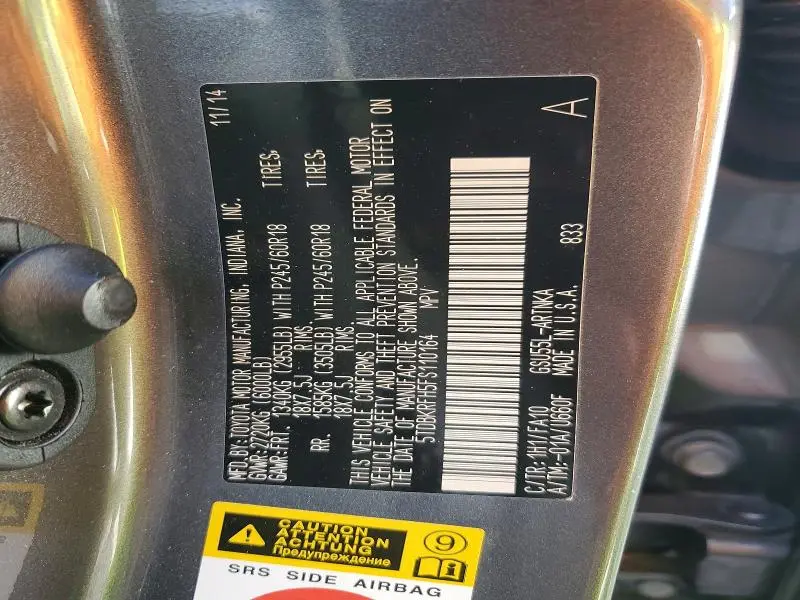 MFD.BY:TOYOTA MOTOR MANUFACTURING, INDIANA, INC. 11/14
GVWR:2720KG(6000LB)
GAWR:FRT. 1340KG (2955LB) WITH P245/60R18 TIRES,
18X7.5J RIMS.
RR. 1585KG (3505LB) WITH P245/60R18 TIRES,
18X7.5J RIMS.
THIS VEHICLE CONFORMS TO ALL APPLICABLE FEDERAL MOTOR
VEHICLE SAFETY AND THEFT PREVENTION STANDARDS IN EFFECT ON
THE DATE OF MANUFACTURE SHOWN ABOVE.
5TDDKRFH5FS110164 MPV
C/TR:1H1/FA10 GSU55L-ARTNKA A
A/TM:-01A/U660F MADE IN U.S.A. 833
CAUTION
ATTENTION
ACHTUNG
Предупреждение
9
i
SRS SIDE AIRBAG